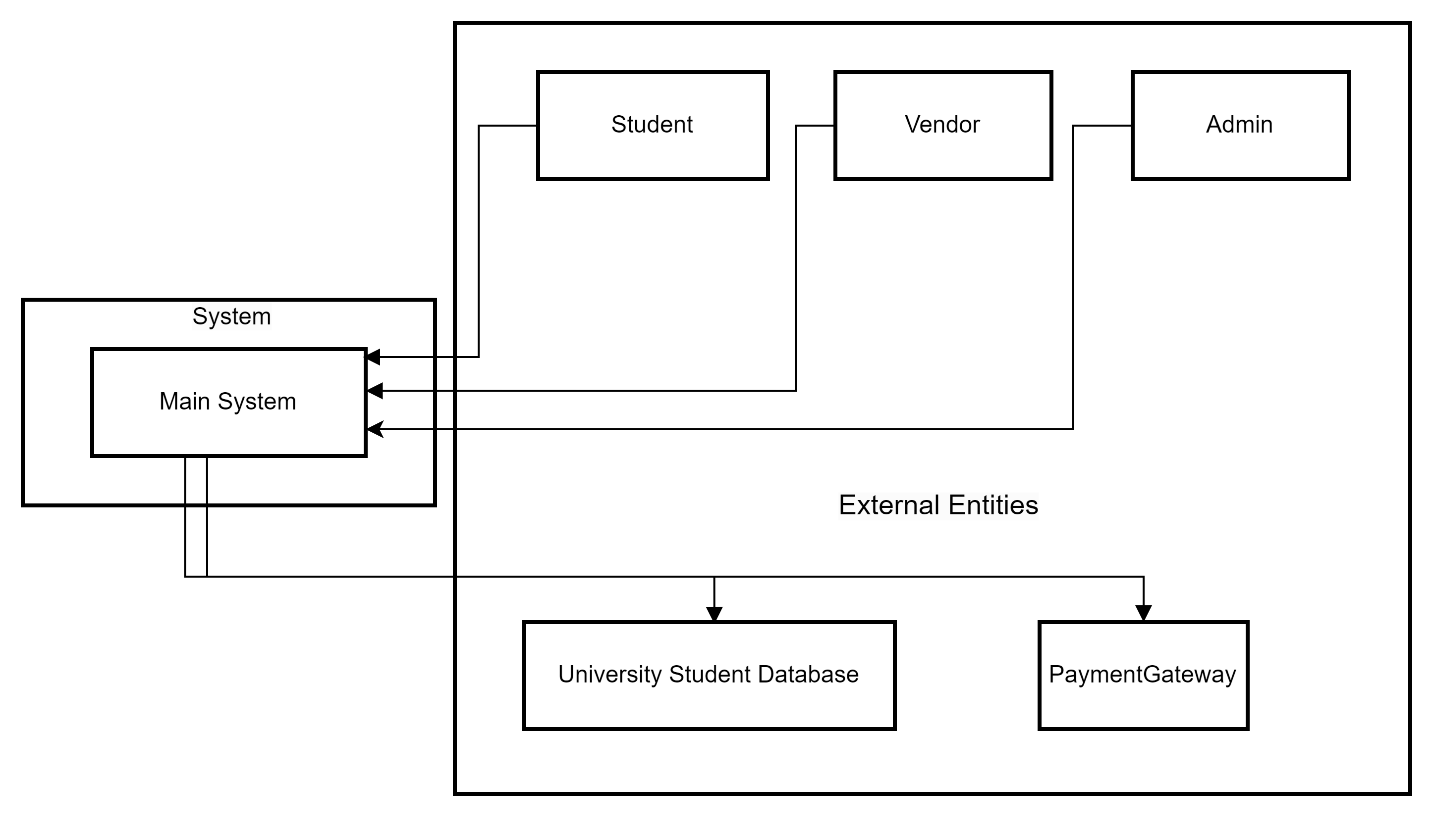 Student
Vendor
Admin
System
Main System
External Entities
University Student Database
PaymentGateway